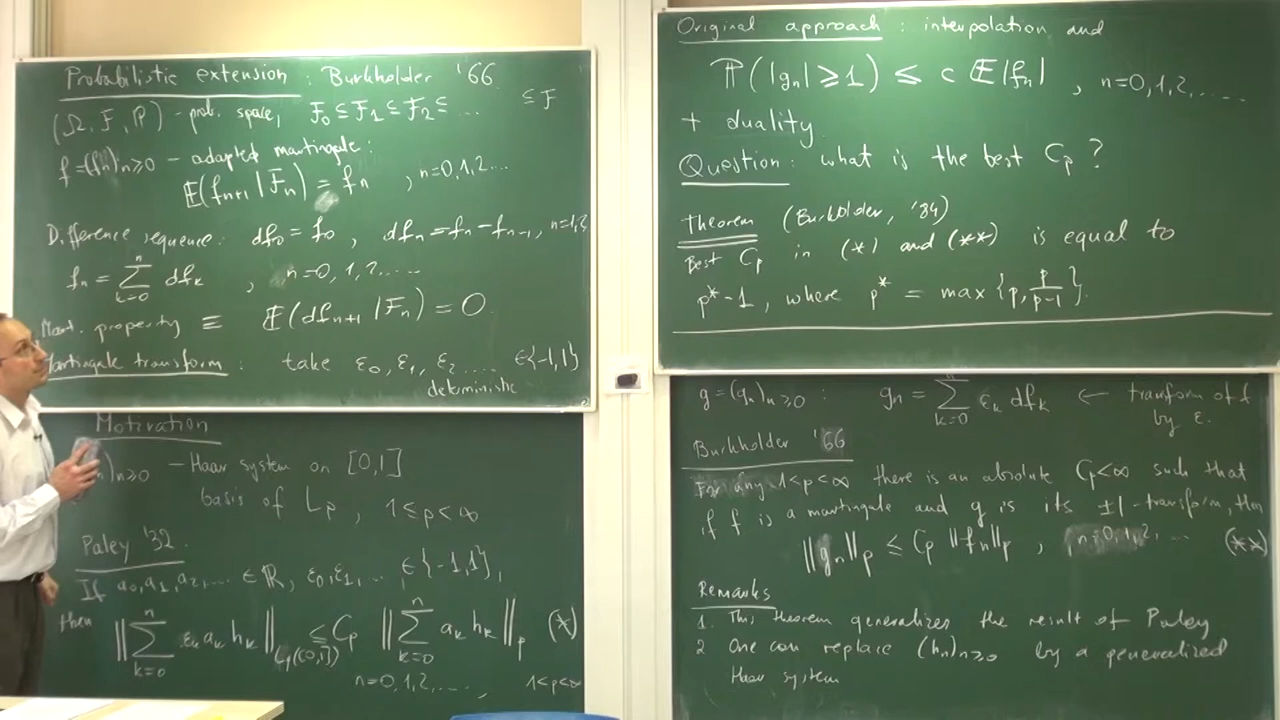 Probabilistic extension : Burkholder '66
(Ω, F, P) - prob. space, F₀ ⊆ F₁ ⊆ F₂ ⊆ ... ⊆ F
f = (fₙ)ₙ≥₀ - adapted martingale :
E(fₙ₊₁ | Fₙ) = fₙ , n=0,1,2....
Difference sequence: df₀ = f₀ , dfₙ = fₙ - fₙ₋₁, n=1,2
fₙ = ∑_{k=0}^{n} dfₖ , n=0,1,2,.....
Mart. property ≡ E(dfₙ₊₁ | Fₙ) = 0
Martingale transform : take ε₀, ε₁, ε₂ ..... ∈{-1,1}
deterministic
Motivation
)ₙ≥₀ - Haar system on [0,1]
basis of Lₚ , 1≤p<∞
Paley '32.
If a₀,a₁,a₂,... ∈ ℝ, ε₀,ε₁,... ∈{-1,1},
then ‖∑_{k=0}^{n} εₖ aₖ hₖ‖_{Lₚ([0,1])} ≤ Cₚ ‖∑_{k=0}^{n} aₖ hₖ‖ₚ (*)
n=0,1,2,....., 1<p<∞
Original approach : interpolation and
P(|gₙ| ≥ 1) ≤ c E|fₙ| , n=0,1,2,.....
+ duality.
Question : what is the best Cₚ ?
Theorem (Burkholder, '84)
Best Cₚ in (*) and (**) is equal to
p* - 1 , where p* = max {p, p/(p-1)}.
g = (gₙ)ₙ≥₀ : gₙ = ∑_{k=0}^{n} εₖ dfₖ ← transform of f
by ε.
Burkholder '66
For any 1<p<∞ there is an absolute Cₚ<∞ such that
if f is a martingale and g is its ±1-transform, then
‖gₙ‖ₚ ≤ Cₚ ‖fₙ‖ₚ , n=0,1,2,... (**)
Remarks
1. This theorem generalizes the result of Paley
2 One can replace (hₙ)ₙ≥₀ by a generalized
Haar system